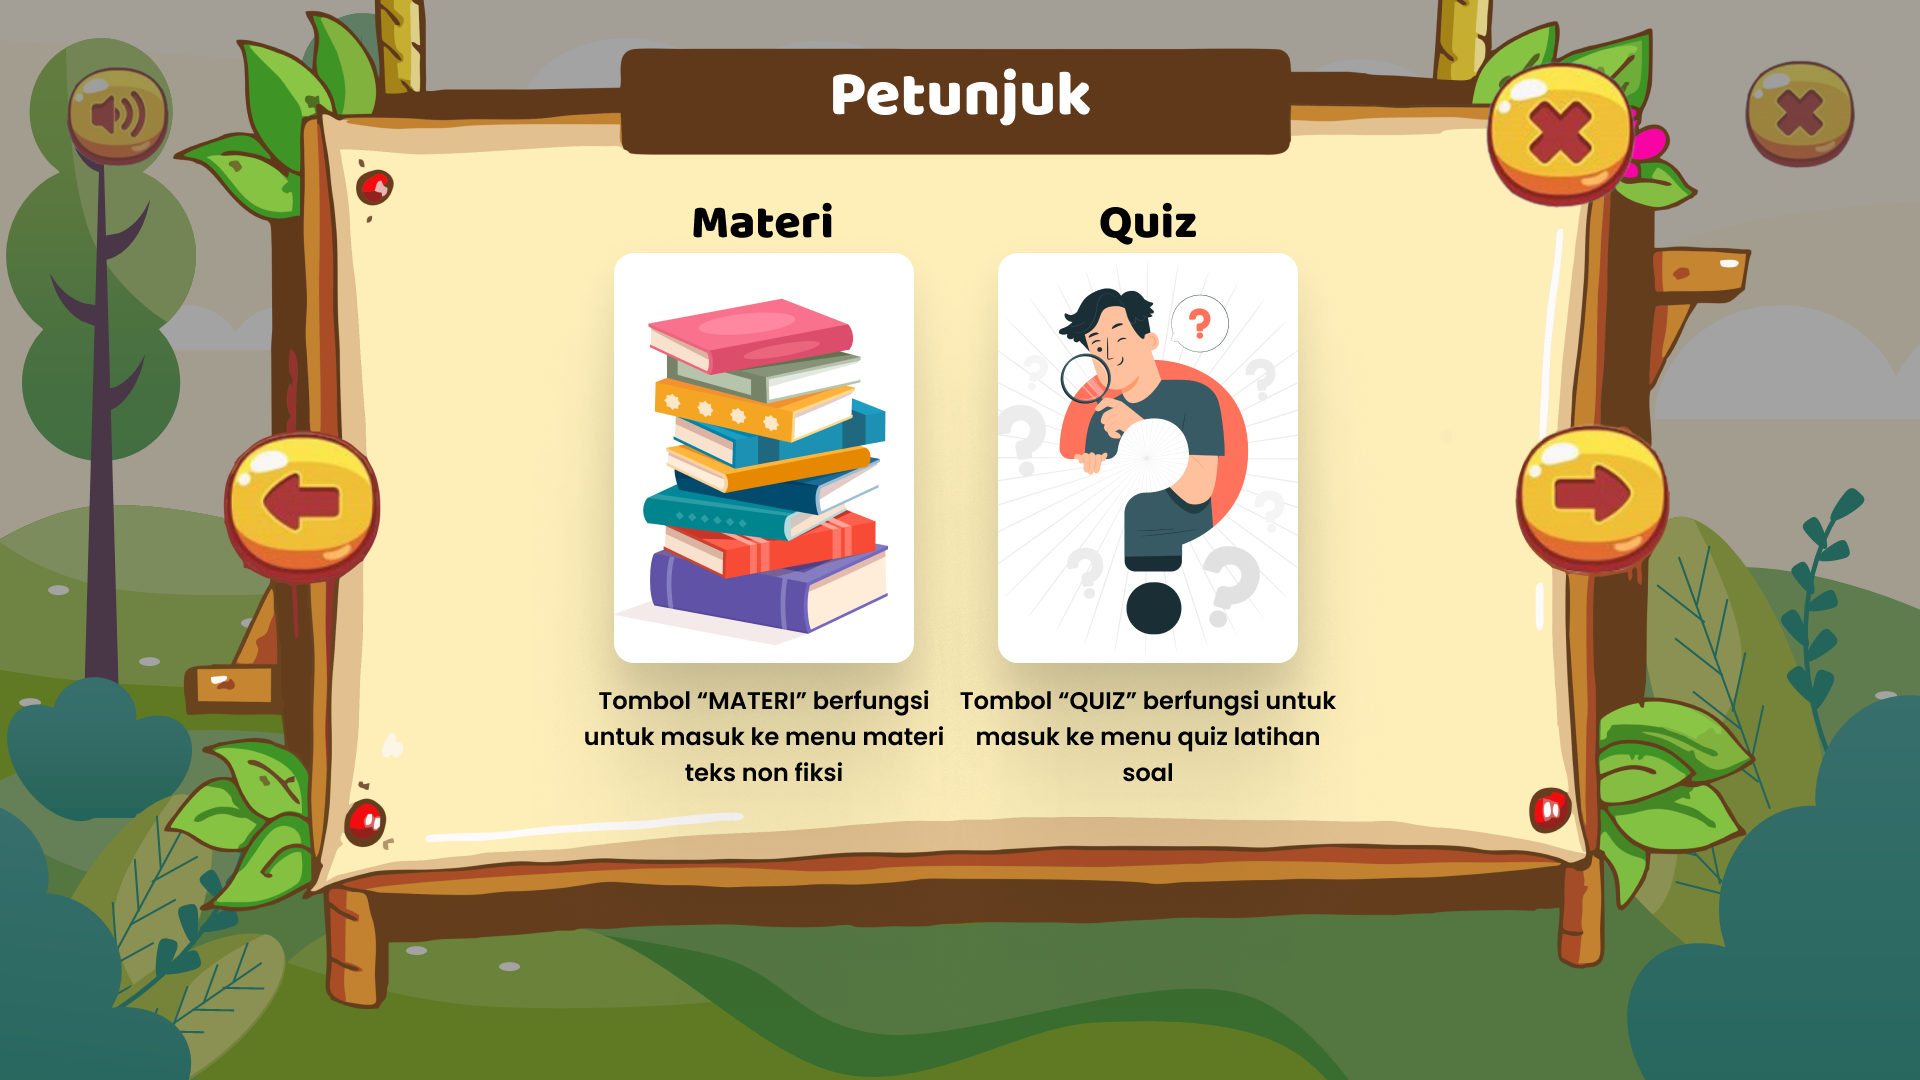 Petunjuk
Materi
Tombol “MATERI” berfungsi
untuk masuk ke menu materi
teks non fiksi
Quiz
?
Tombol “QUIZ” berfungsi untuk
masuk ke menu quiz latihan
soal